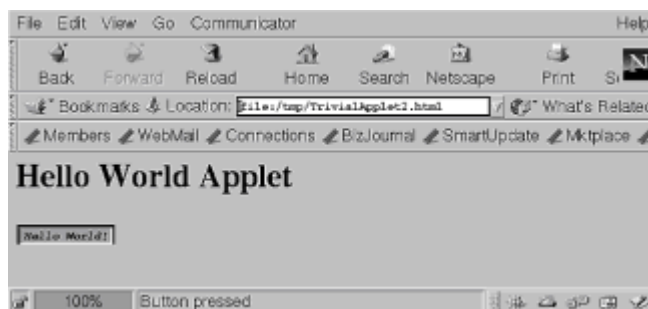 File Edit View Go Communicator Help
Back Forward Reload Home Search Netscape Print
Bookmarks Location: file:/tmp/TrivialApplet2.html What's Related
Members WebMail Connections BizJournal SmartUpdate Mktplace
Hello World Applet
Hello World!
100% Button pressed